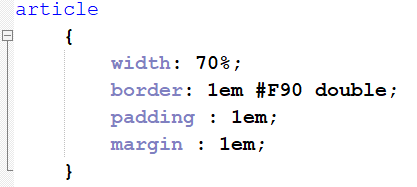 article
{
width: 70%;
border: 1em #F90 double;
padding : 1em;
margin : 1em;
}